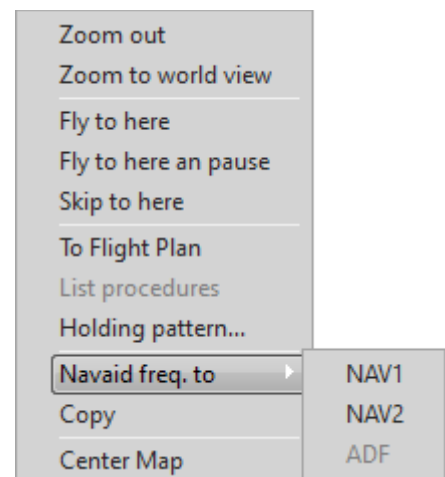 Zoom out
Zoom to world view
Fly to here
Fly to here an pause
Skip to here
To Flight Plan
List procedures
Holding pattern...
Navaid freq. to
NAV1
Copy
NAV2
Center Map
ADF